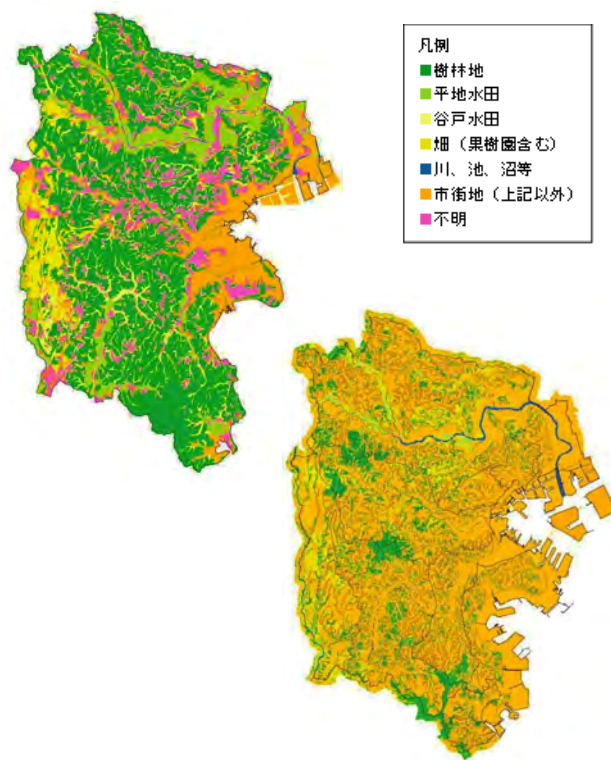 凡例
樹林地
平地水田
谷戸水田
畑（果樹園含む）
川、池、沼等
市街地（上記以外）
不明